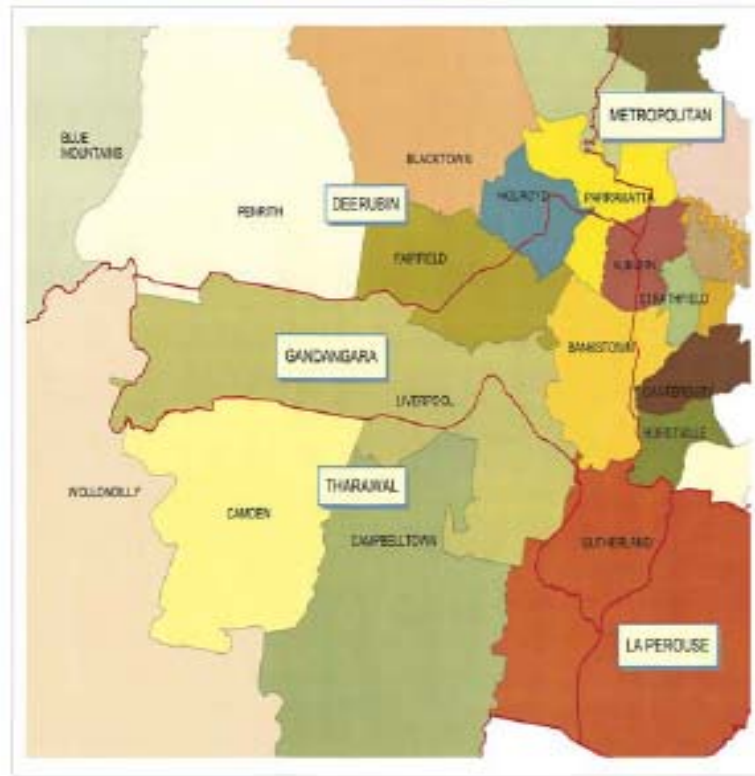 METROPOLITAN
BLUE
MOUNTAINS
BLACKTOWN
PENRITH
DEERUBIN
HOLROYD
PARRAMATTA
FAIRFIELD
AUBURN
STRATHFIELD
GANDANGARA
BANKSTOWN
LIVERPOOL
CANTERBURY
HURSTVILLE
WOLLONDILLY
THARAWAL
CAMDEN
CAMPBELLTOWN
SUTHERLAND
LA PEROUSE